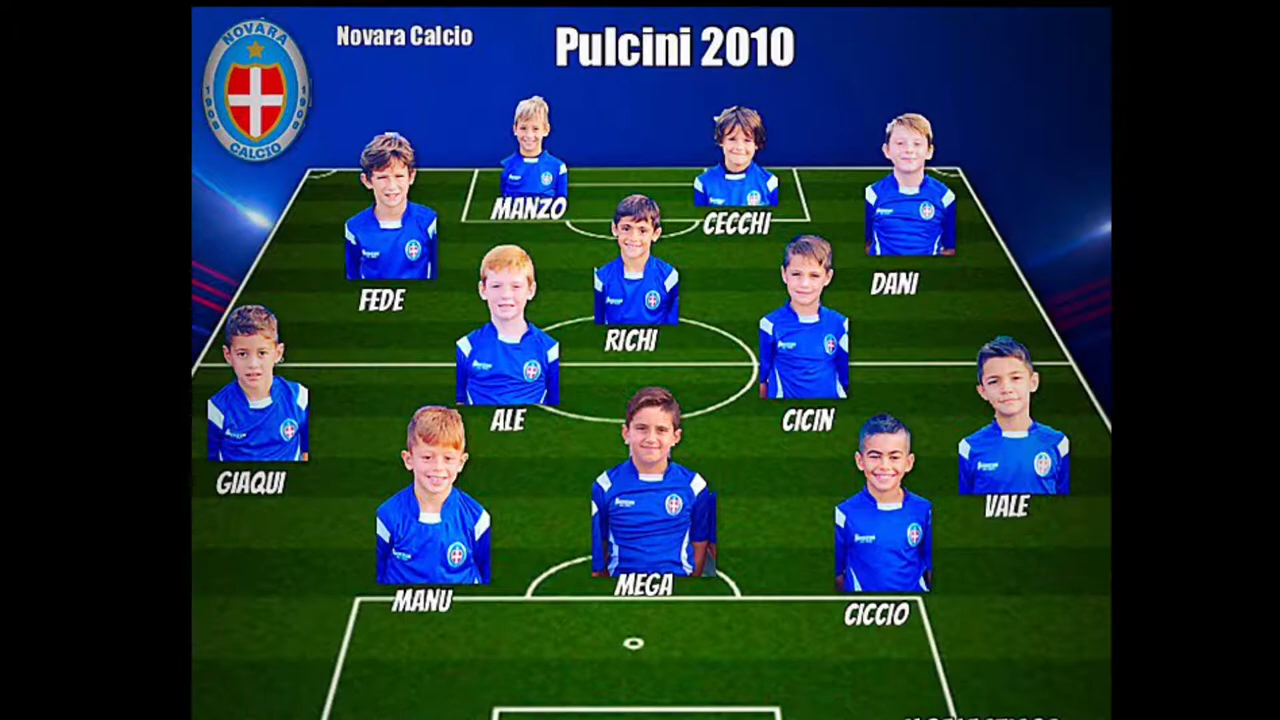 NOVARA
CALCIO
Novara Calcio
Pulcini 2010
MANZO
CECCHI
FEDE
DANI
RICHI
ALE
CICIN
GIAQUI
VALE
MANU
MEGA
CICCIO